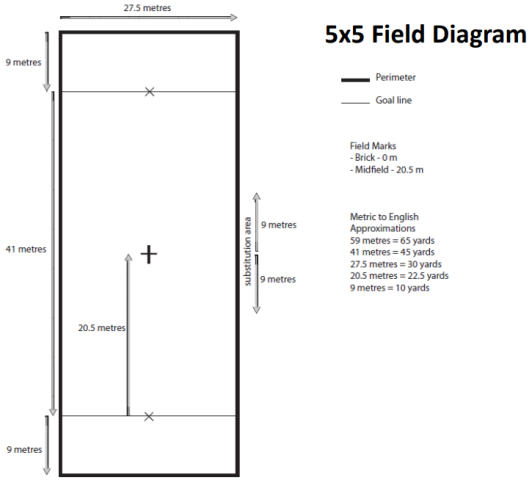 27.5 metres
5x5 Field Diagram
9 metres
Perimeter
Goal line
Field Marks
- Brick - 0 m
- Midfield - 20.5 m
substitution area
9 metres
9 metres
41 metres
20.5 metres
Metric to English
Approximations
59 metres = 65 yards
41 metres = 45 yards
27.5 metres = 30 yards
20.5 metres = 22.5 yards
9 metres = 10 yards
9 metres